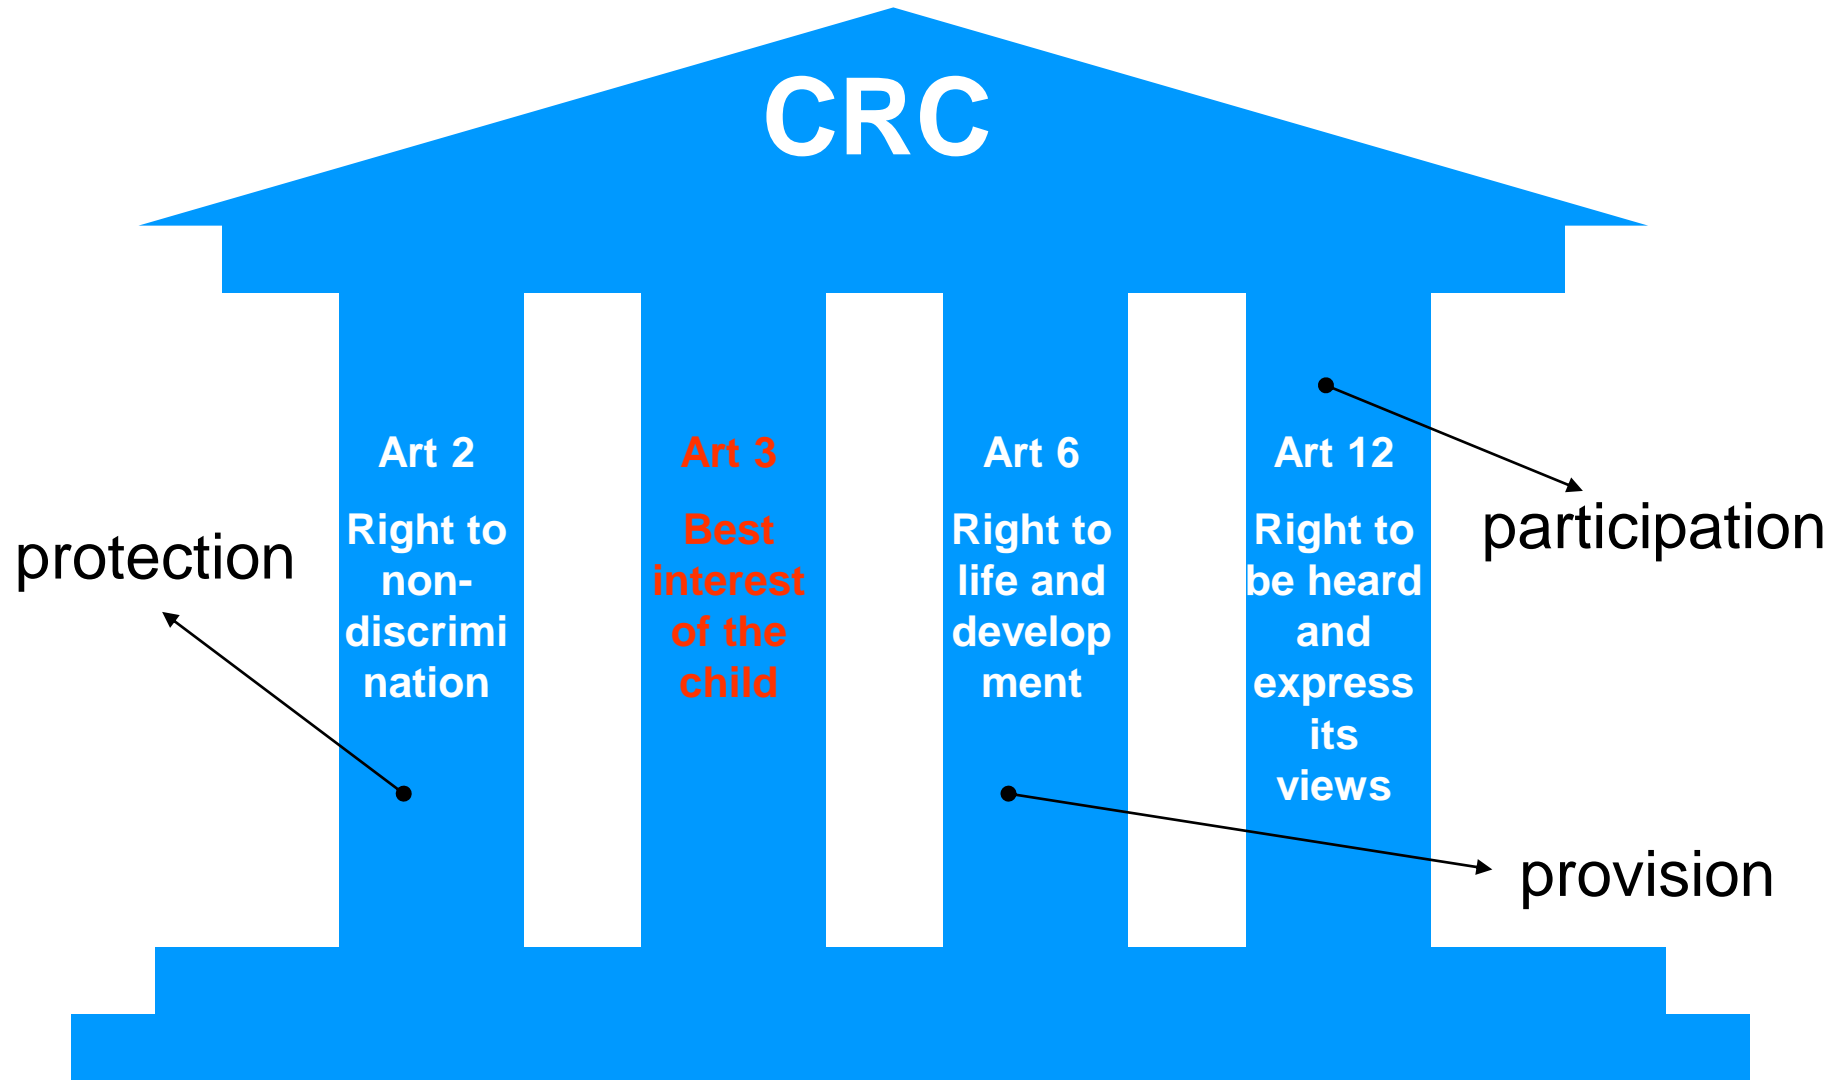 CRC
protection
Art 2
Right to
non-
discrimi
nation
Art 3
Best
interest
of the
child
Art 6
Right to
life and
develop
ment
Art 12
Right to
be heard
and
express
its
views
participation
provision